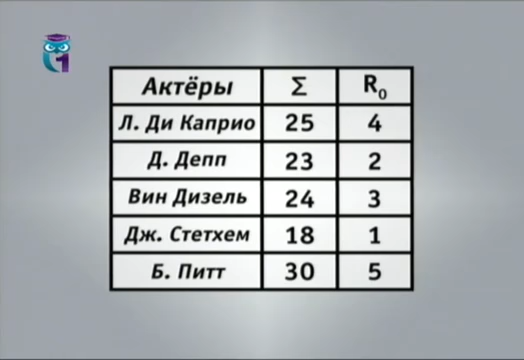 1
Актёры Σ R₀
Л. Ди Каприо 25 4
Д. Депп 23 2
Вин Дизель 24 3
Дж. Стетхем 18 1
Б. Питт 30 5